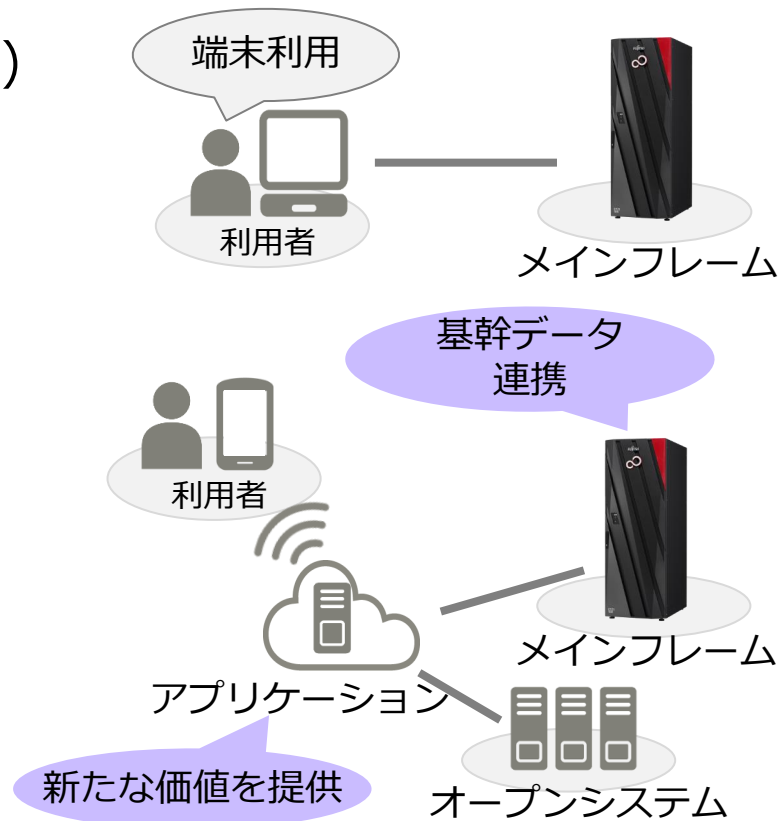 )
端末利用
利用者
メインフレーム
基幹データ
連携
利用者
メインフレーム
アプリケーション
新たな価値を提供
オープンシステム